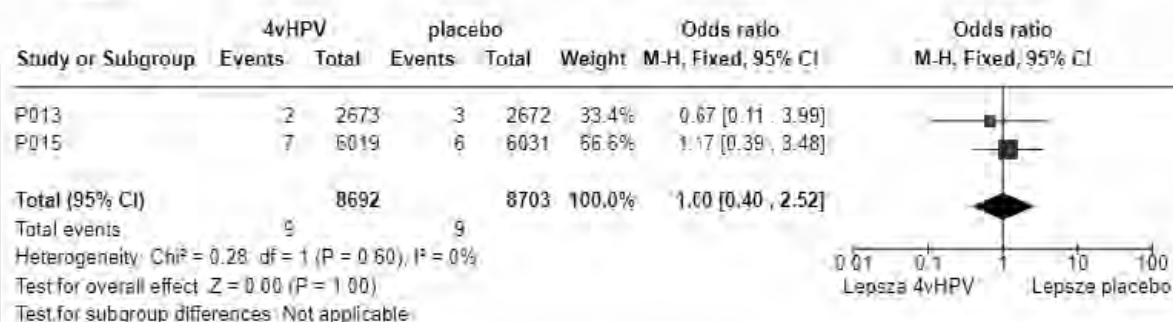 4vHPV placebo Odds ratio Odds ratio
Study or Subgroup Events Total Events Total Weight M-H, Fixed, 95% CI M-H, Fixed, 95% CI
P013 2 2673 3 2672 33.4% 0.67 [0.11 , 3.99]
P015 7 6019 6 6031 66.6% 1.17 [0.39 , 3.48]
Total (95% CI) 8692 8703 100.0% 1.00 [0.40 , 2.52]
Total events 9 9
Heterogeneity: Chi² = 0.28, df = 1 (P = 0.60), I² = 0%
Test for overall effect: Z = 0.00 (P = 1.00)
Test for subgroup differences: Not applicable
0.01 0.1 1 10 100
Lepsza 4vHPV Lepsze placebo